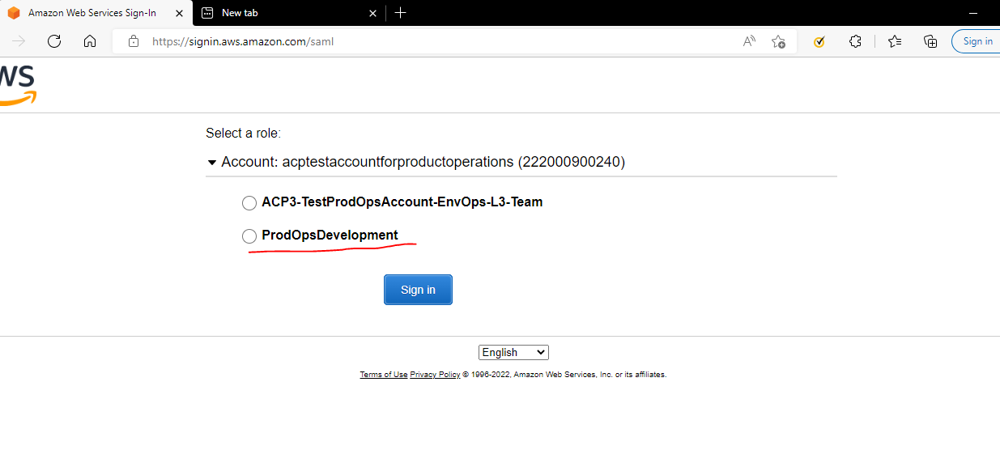 Amazon Web Services Sign-In
New tab
https://signin.aws.amazon.com/saml
Sign in
WS
Select a role:
Account: acptestaccountforproductoperations (222000900240)
ACP3-TestProdOpsAccount-EnvOps-L3-Team
ProdOpsDevelopment
Sign in
English
Terms of Use Privacy Policy © 1996-2022, Amazon Web Services, Inc. or its affiliates.